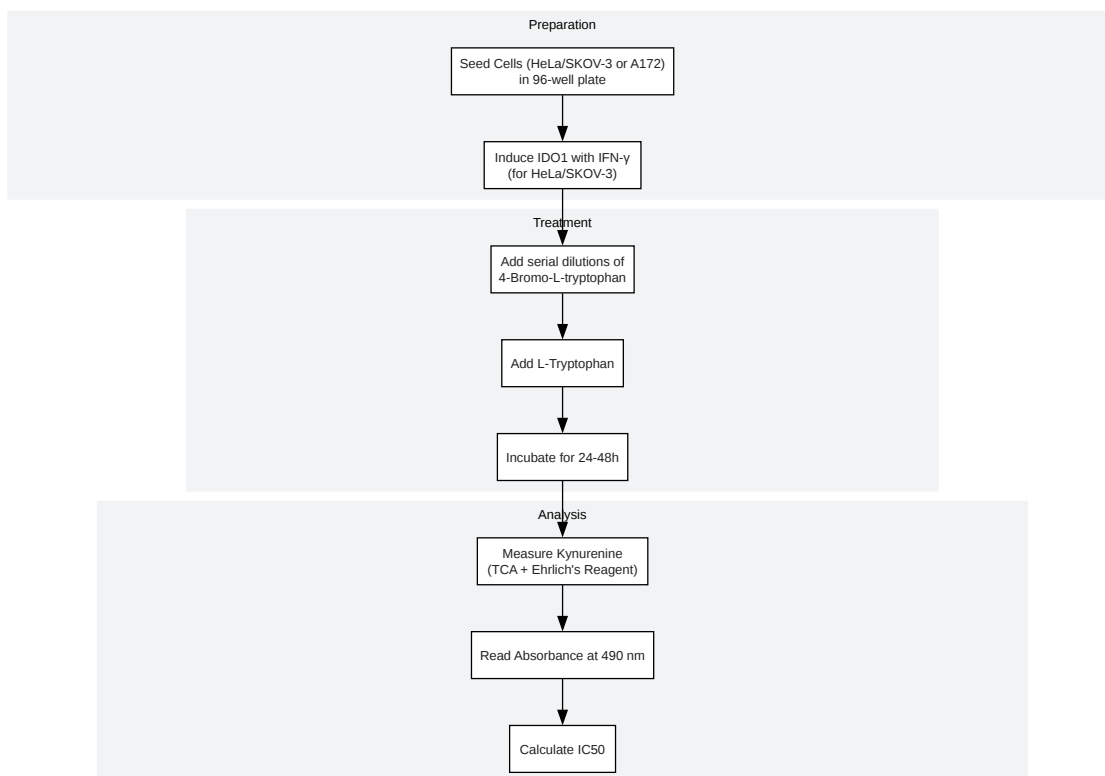 Preparation
Seed Cells (HeLa/SKOV-3 or A172)
in 96-well plate
Induce IDO1 with IFN-γ
(for HeLa/SKOV-3)
Treatment
Add serial dilutions of
4-Bromo-L-tryptophan
Add L-Tryptophan
Incubate for 24-48h
Analysis
Measure Kynurenine
(TCA + Ehrlich's Reagent)
Read Absorbance at 490 nm
Calculate IC50